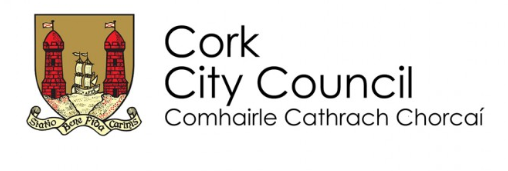 Cork
City Council
Comhairle Cathrach Chorcaí
Statio Bene Fida Carinis